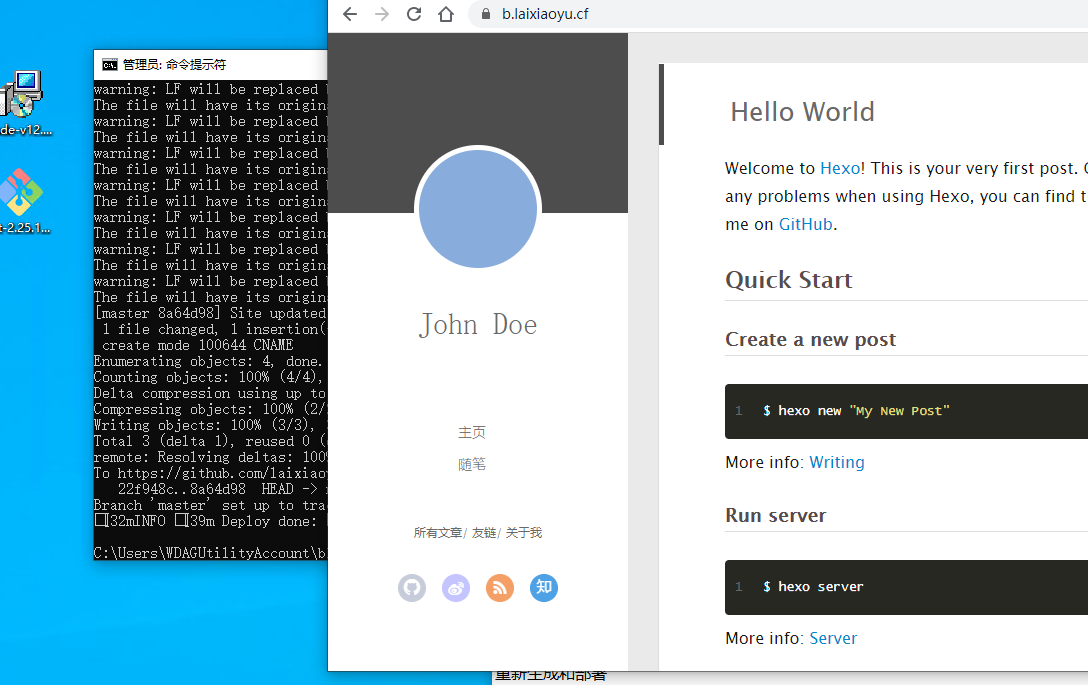 b.laixiaoyu.cf
管理员: 命令提示符
warning: LF will be replaced
The file will have its origin
warning: LF will be replaced
The file will have its origin
warning: LF will be replaced
The file will have its origin
warning: LF will be replaced
The file will have its origin
warning: LF will be replaced
The file will have its origin
warning: LF will be replaced
The file will have its origin
warning: LF will be replaced
The file will have its origin
[master 8a64d98] Site updated
1 file changed, 1 insertion(
create mode 100644 CNAME
Enumerating objects: 4, done.
Counting objects: 100% (4/4),
Delta compression using up to
Compressing objects: 100% (2/
Writing objects: 100% (3/3),
Total 3 (delta 1), reused 0 (
remote: Resolving deltas: 100%
To https://github.com/laixiao
22f948c..8a64d98 HEAD ->
Branch 'master' set up to tra
[32mINFO [39m Deploy done:
C:\Users\WDAGUtilityAccount\b
de-v12....
t-2.25.1...
John Doe
主页
随笔
所有文章/ 友链/ 关于我
知
Hello World
Welcome to Hexo! This is your very first post.
any problems when using Hexo, you can find
me on GitHub.
Quick Start
Create a new post
1 $ hexo new "My New Post"
More info: Writing
Run server
1 $ hexo server
More info: Server
重新生成和部署